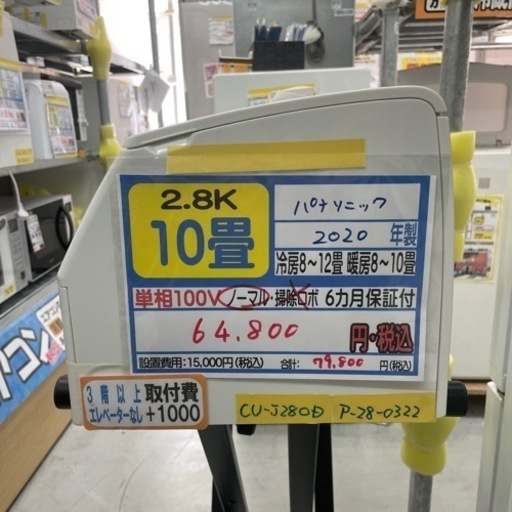 2.8K
10畳
パナソニック
2020 年製
冷房8〜12畳 暖房8〜10畳
単相100V ノーマル・掃除ロボ 6カ月保証付
64.800 円・税込
設置費用:15,000円(税込) 合計: 79.800 円(税込)
3階以上 取付費
エレベーターなし +1000
CU-J280D P-28-0322